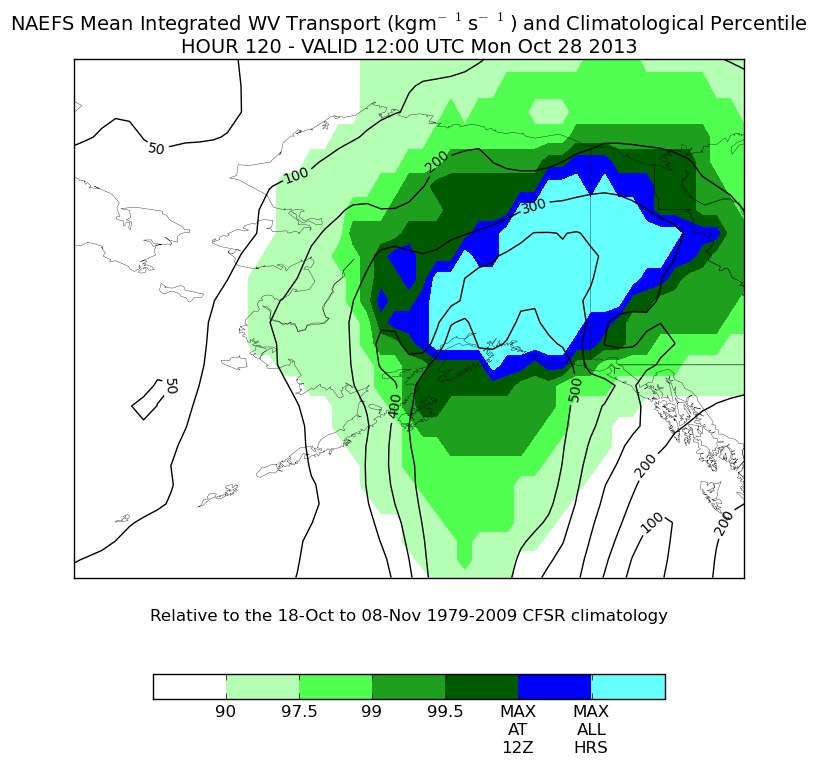 NAEFS Mean Integrated WV Transport (kgm⁻¹s⁻¹) and Climatological Percentile
HOUR 120 - VALID 12:00 UTC Mon Oct 28 2013
50
100
200
300
50
400
500
200
100
200
Relative to the 18-Oct to 08-Nov 1979-2009 CFSR climatology
90 97.5 99 99.5 MAX MAX
AT ALL
12Z HRS